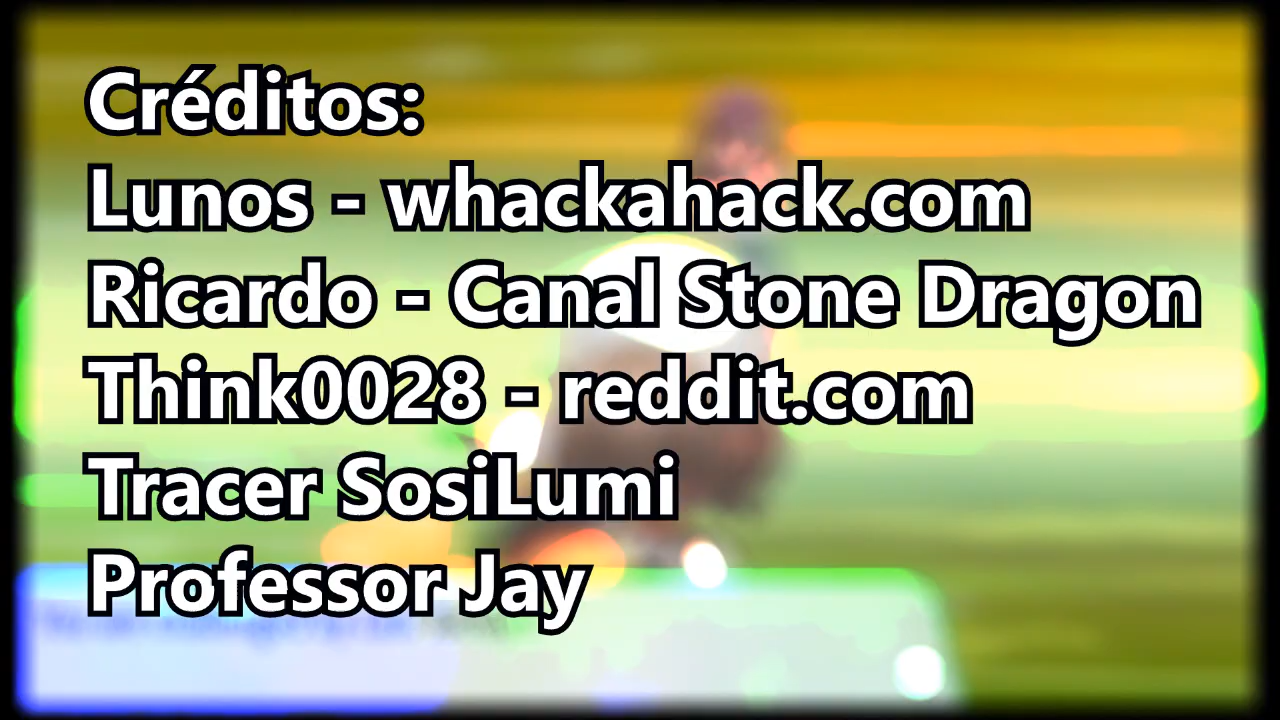 Créditos:
Lunos - whackahack.com
Ricardo - Canal Stone Dragon
Think0028 - reddit.com
Tracer SosiLumi
Professor Jay